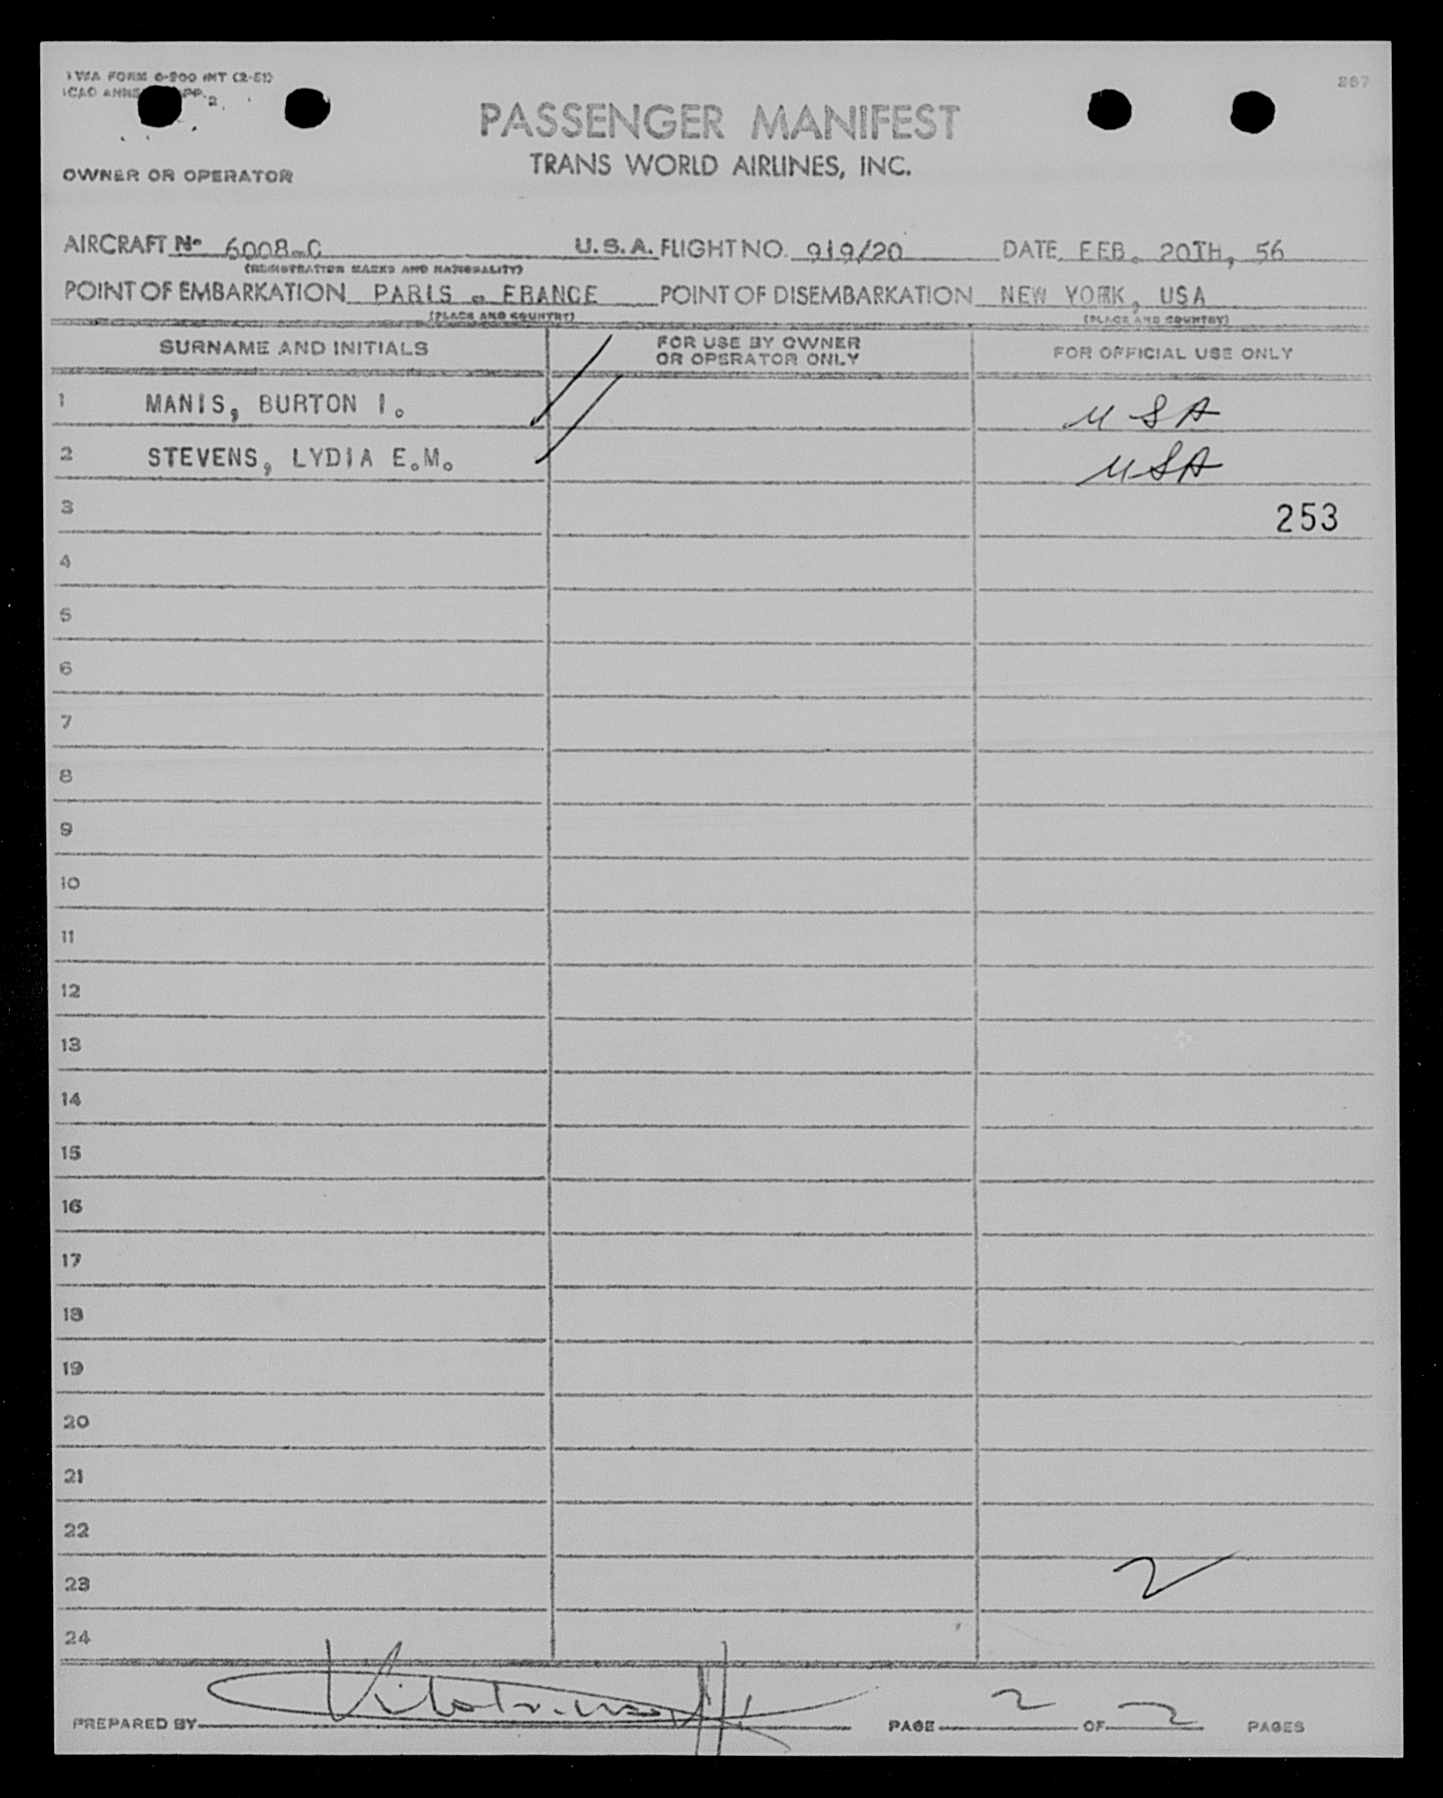 TWA FORM 6-900 INT (2-51)
ICAO ANNEX APP. 2
267
PASSENGER MANIFEST
TRANS WORLD AIRLINES, INC.
OWNER OR OPERATOR
AIRCRAFT No 6008-C U.S.A. FLIGHT NO. 919/20 DATE FEB. 20TH, 56
(REGISTRATION MARKS AND NATIONALITY)
POINT OF EMBARKATION PARIS - FRANCE POINT OF DISEMBARKATION NEW YORK, USA
(PLACE AND COUNTRY) (PLACE AND COUNTRY)
SURNAME AND INITIALS FOR USE BY OWNER OR OPERATOR ONLY FOR OFFICIAL USE ONLY
1 MANIS, BURTON I. USA
2 STEVENS, LYDIA E.M. USA
3 253
4
5
6
7
8
9
10
11
12
13
14
15
16
17
18
19
20
21
22
23 2
24
PREPARED BY PAGE 2 OF 2 PAGES